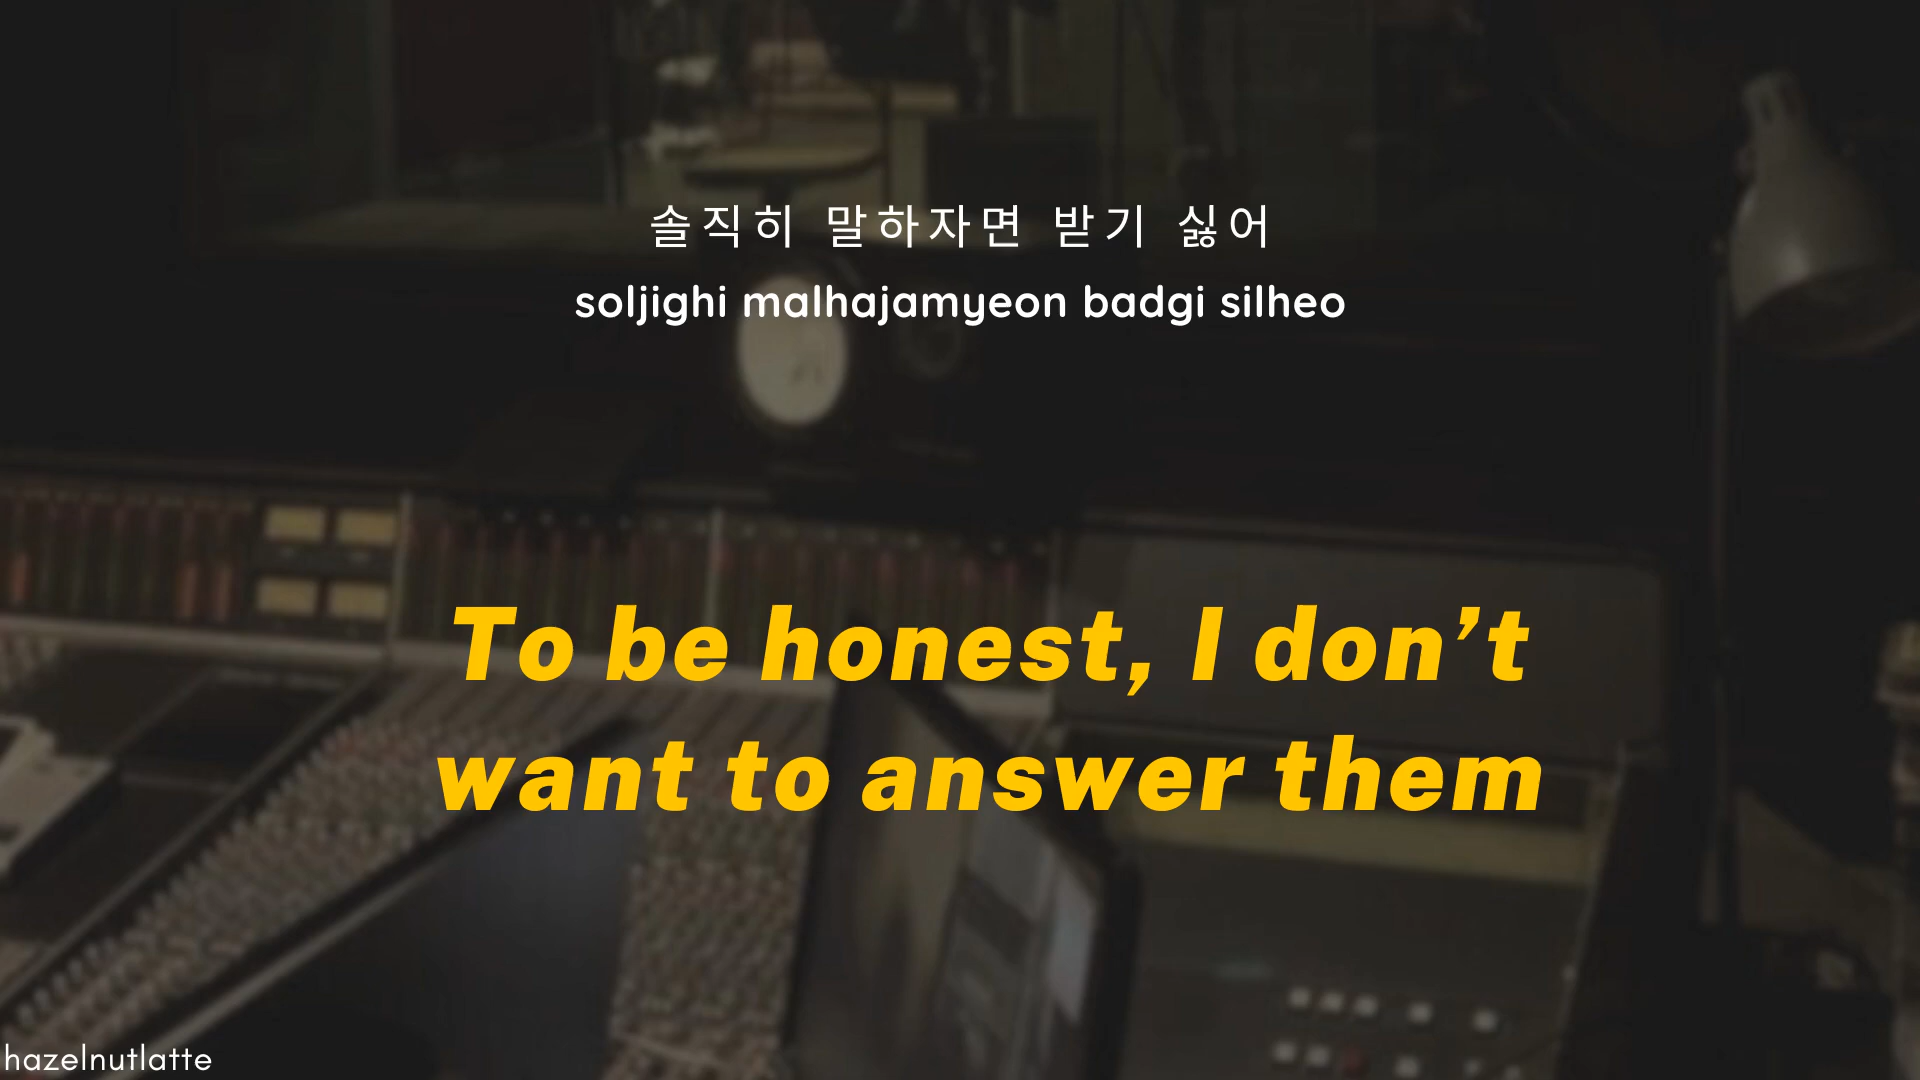 솔직히 말하자면 받기 싫어
soljighi malhajamyeon badgi silheo
To be honest, I don’t
want to answer them
hazelnutlatte